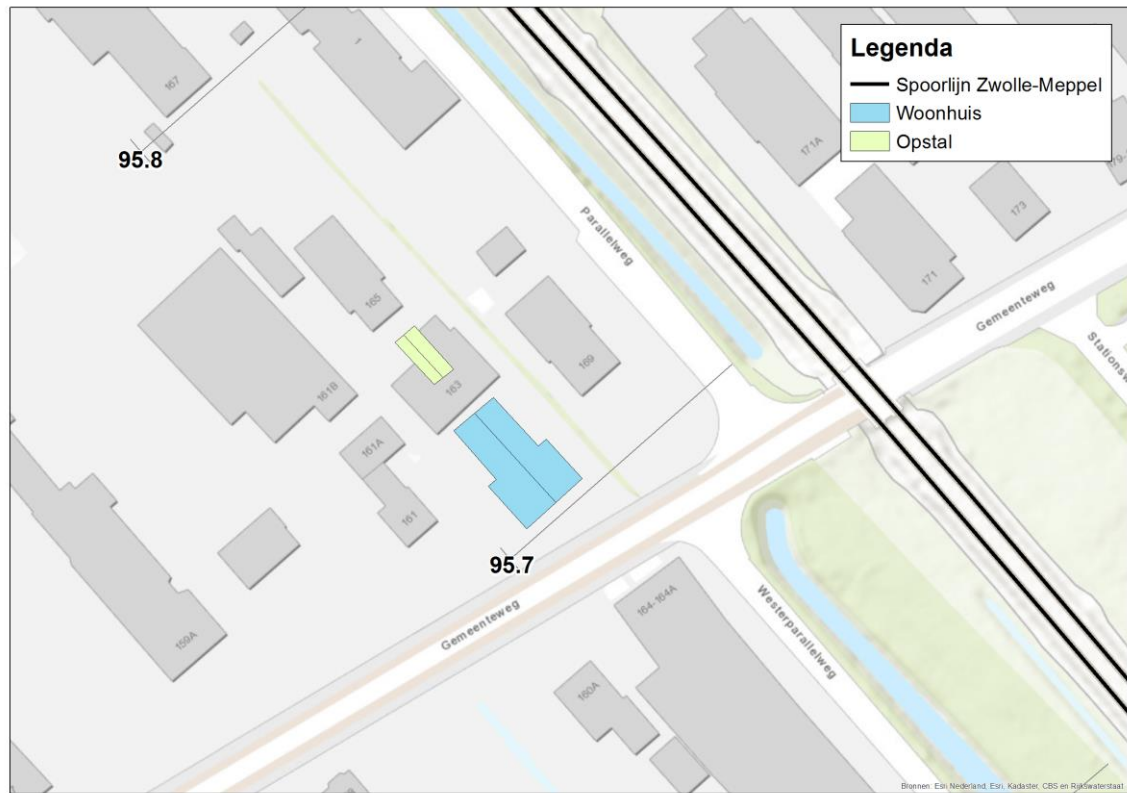 Legenda
Spoorlijn Zwolle-Meppel
Woonhuis
Opstal
167
1
95.8
171A
173
171
Parallelweg
Gemeenteweg
165
169
163
161B
161A
161
95.7
Gemeenteweg
159A
164-164A
160A
Westerparallelweg
Bronnen: Esri Nederland, Esri, Kadaster, CBS en Rijkswaterstaat